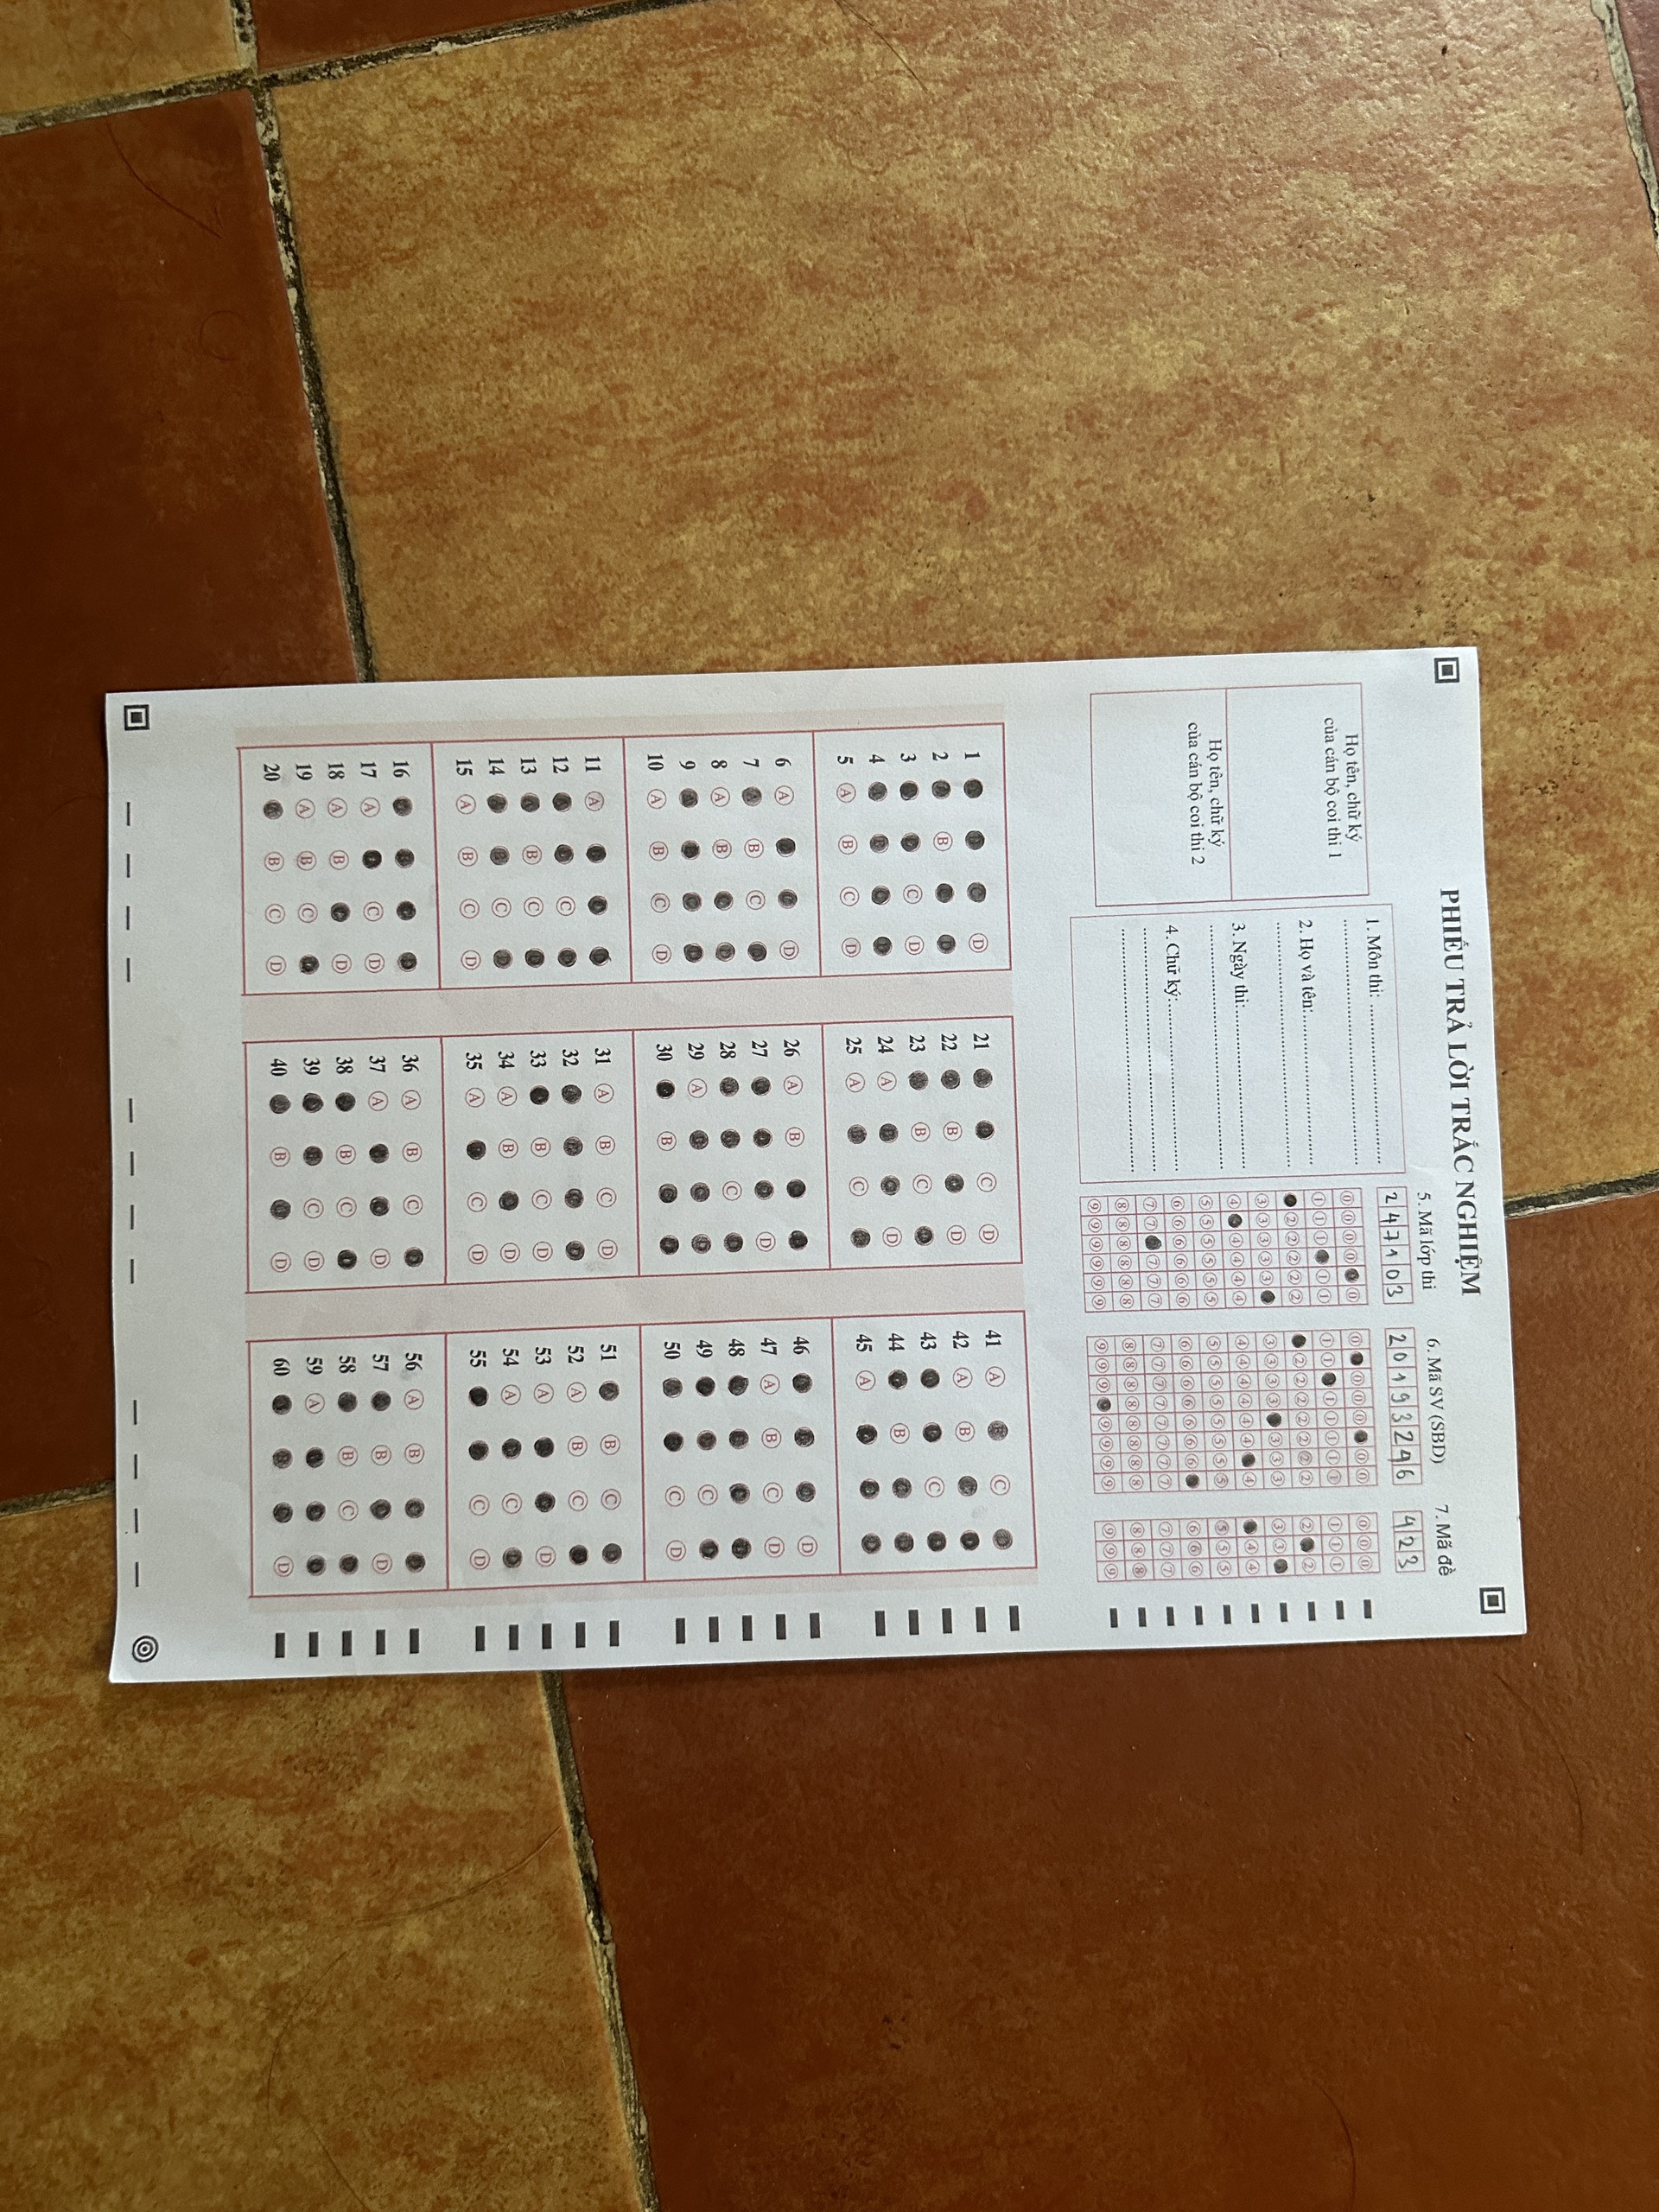 PHIẾU TRẢ LỜI TRẮC NGHIỆM
Họ tên, chữ ký
của cán bộ coi thi 1
Họ tên, chữ ký
của cán bộ coi thi 2
1. Môn thi:
2. Họ và tên:
3. Ngày thi:
4. Chữ ký:
5. Mã lớp thi
247103
6. Mã SV (SBD)
20193246
7. Mã đề
423
1 D
2 B
3 C D
4
5 A B C D
6 A D
7 B C
8 A B
9
10 A B C D
11 A
12 C
13 B C
14 C
15 A B C D
16
17 A C D
18 A B D
19 A B C
20 B C D
21 C D
22 B D
23 B C
24 A D
25 A C
26 A B
27 D
28 C
29 A
30 B
31 A B C D
32
33 B C D
34 A B D
35 A C D
36 A B C
37 A D
38 B C
39 C D
40 B D
41 A B C
42 A B
43 C
44 B
45 A
46 D
47 A B C D
48
49 C
50 C D
51 B C
52 A B C
53 A D
54 A C
55 C D
56 A B
57 B D
58 B C
59 A
60 D